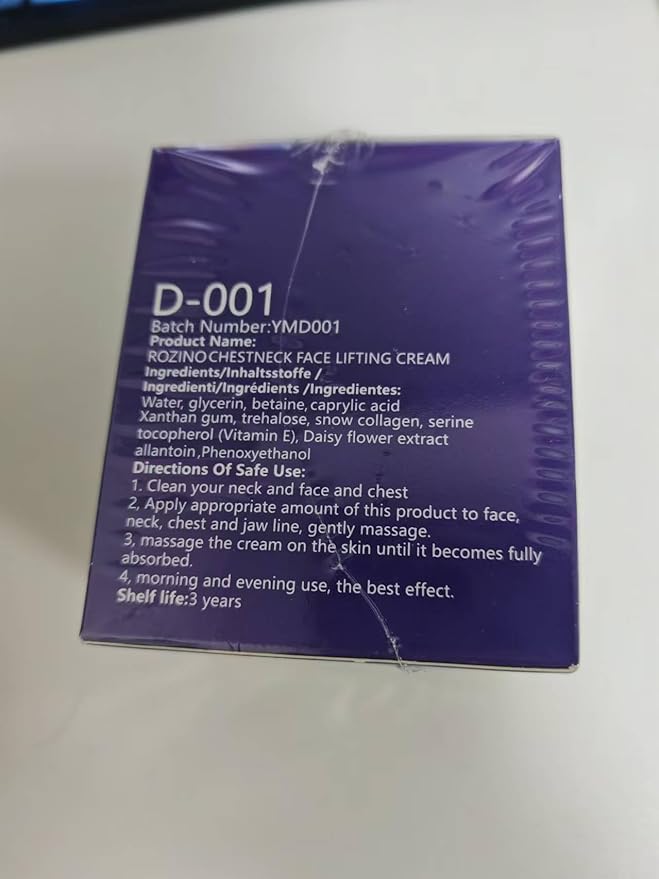 D-001
Batch Number:YMD001
Product Name:
ROZINO CHESTNECK FACE LIFTING CREAM
Ingredients/Inhaltsstoffe /
Ingredienti/Ingrédients /Ingredientes:
Water, glycerin, betaine, caprylic acid
Xanthan gum, trehalose, snow collagen, serine
tocopherol (Vitamin E), Daisy flower extract
allantoin ,Phenoxyethanol
Directions Of Safe Use:
1. Clean your neck and face and chest
2, Apply appropriate amount of this product to face,
neck, chest and jaw line, gently massage.
3, massage the cream on the skin until it becomes fully
absorbed.
4, morning and evening use, the best effect.
Shelf life:3 years